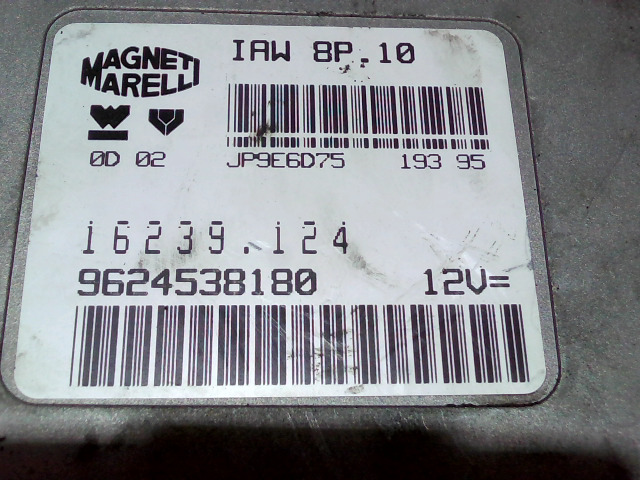 MAGNETI
MARELLI
IAW 8P.10
0D 02
JP9E6D75 193 95
16239.124
9624538180 12V=